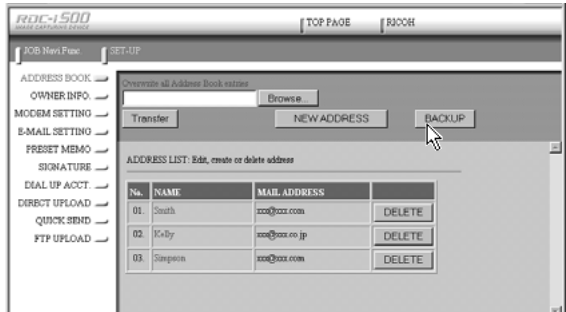 RDC-i500
IMAGE CAPTURING DEVICE
TOP PAGE
RICOH
JOB Navi Func.
SET-UP
ADDRESS BOOK
OWNER INFO.
MODEM SETTING
E-MAIL SETTING
PRESET MEMO
SIGNATURE
DIAL UP ACCT.
DIRECT UPLOAD
QUICK SEND
FTP UPLOAD
Overwrite all Address Book entries
Browse...
Transfer
NEW ADDRESS
BACKUP
ADDRESS LIST: Edit, create or delete address
No. NAME MAIL ADDRESS
01. Smith xxx@xxx.com DELETE
02. Kelly xxx@xxx.co.jp DELETE
03. Simpson xxx@xxx.com DELETE